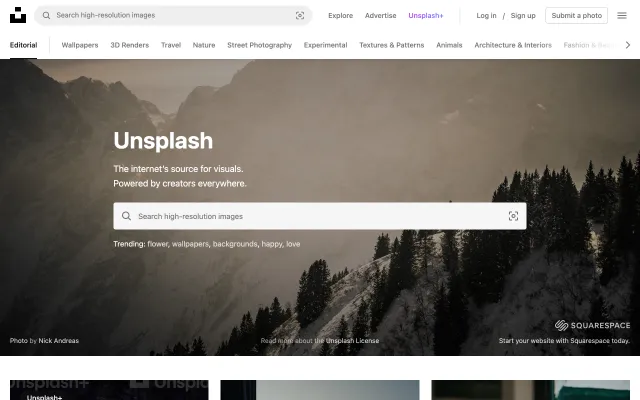 Search high-resolution images
Explore
Advertise
Unsplash+
Log in / Sign up
Submit a photo
Editorial
Wallpapers
3D Renders
Travel
Nature
Street Photography
Experimental
Textures & Patterns
Animals
Architecture & Interiors
Fashion &
Unsplash
The internet's source for visuals.
Powered by creators everywhere.
Search high-resolution images
Trending: flower, wallpapers, backgrounds, happy, love
SQUARESPACE
Photo by Nick Andreas
Read more about the Unsplash License
Start your website with Squarespace today.
Unsplash+
Unsplash+